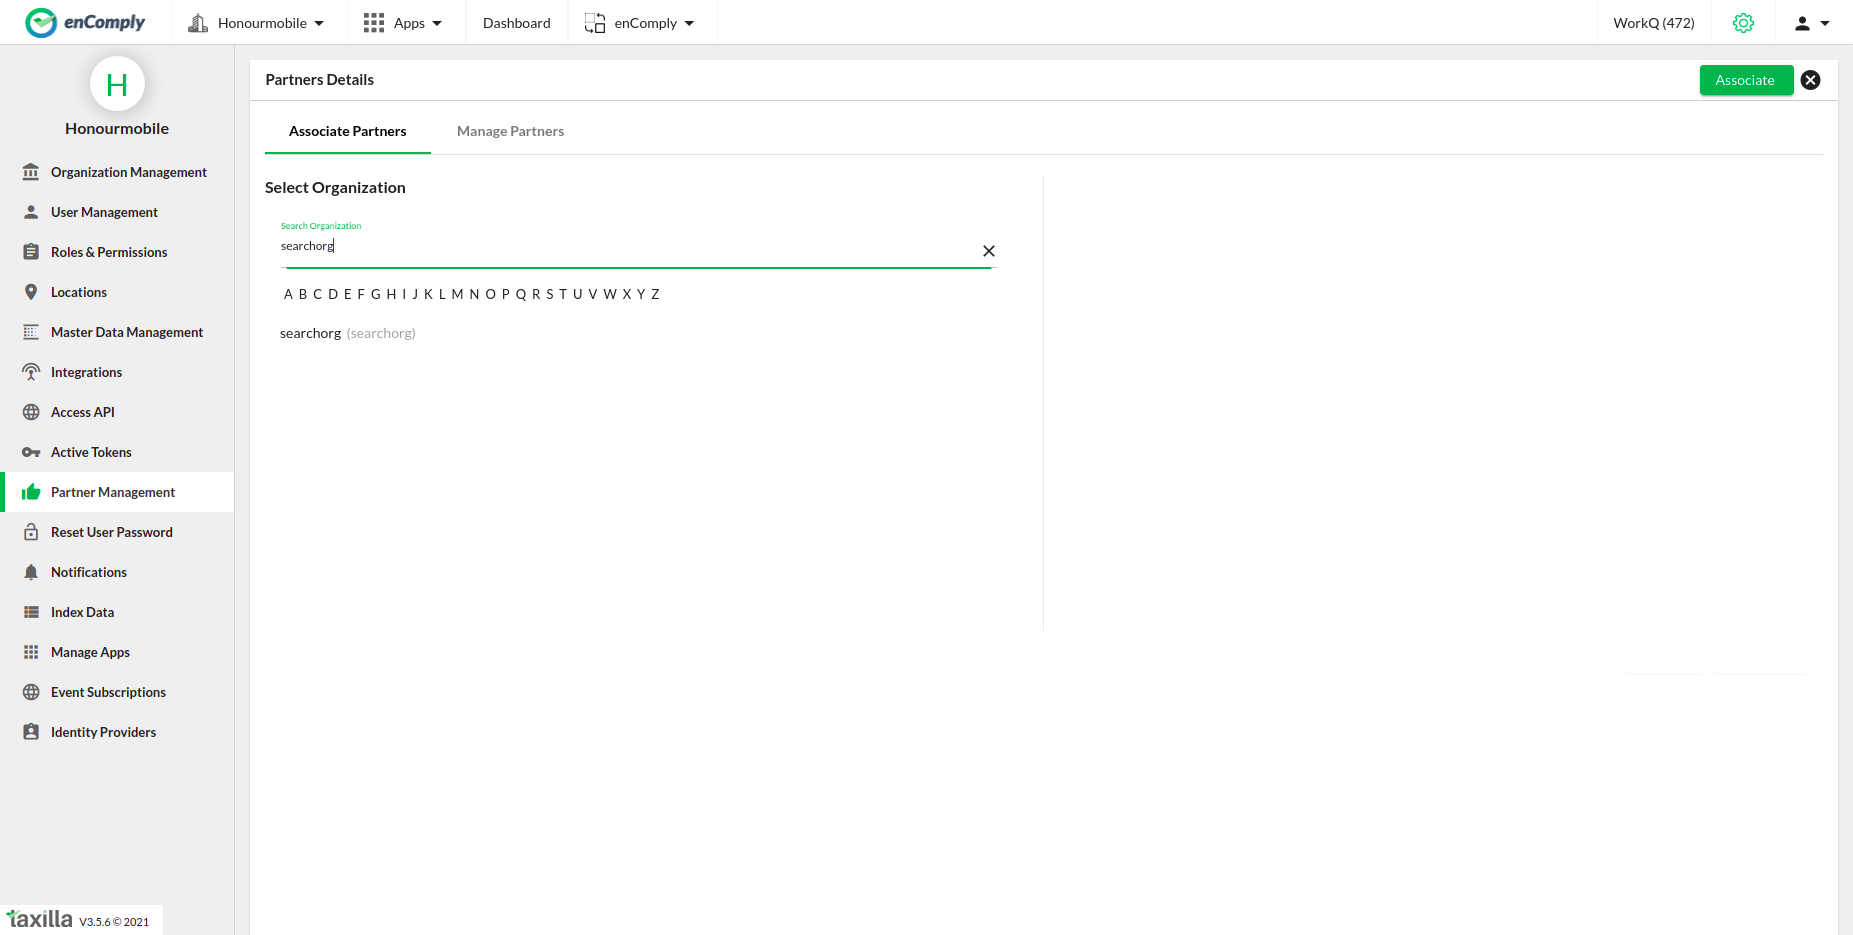 enComply
Honourmobile
Apps
Dashboard
enComply
WorkQ (472)
H
Honourmobile
Organization Management
User Management
Roles & Permissions
Locations
Master Data Management
Integrations
Access API
Active Tokens
Partner Management
Reset User Password
Notifications
Index Data
Manage Apps
Event Subscriptions
Identity Providers
taxilla V3.5.6 © 2021
Partners Details
Associate
Associate Partners
Manage Partners
Select Organization
Search Organization
searchorg
A B C D E F G H I J K L M N O P Q R S T U V W X Y Z
searchorg (searchorg)